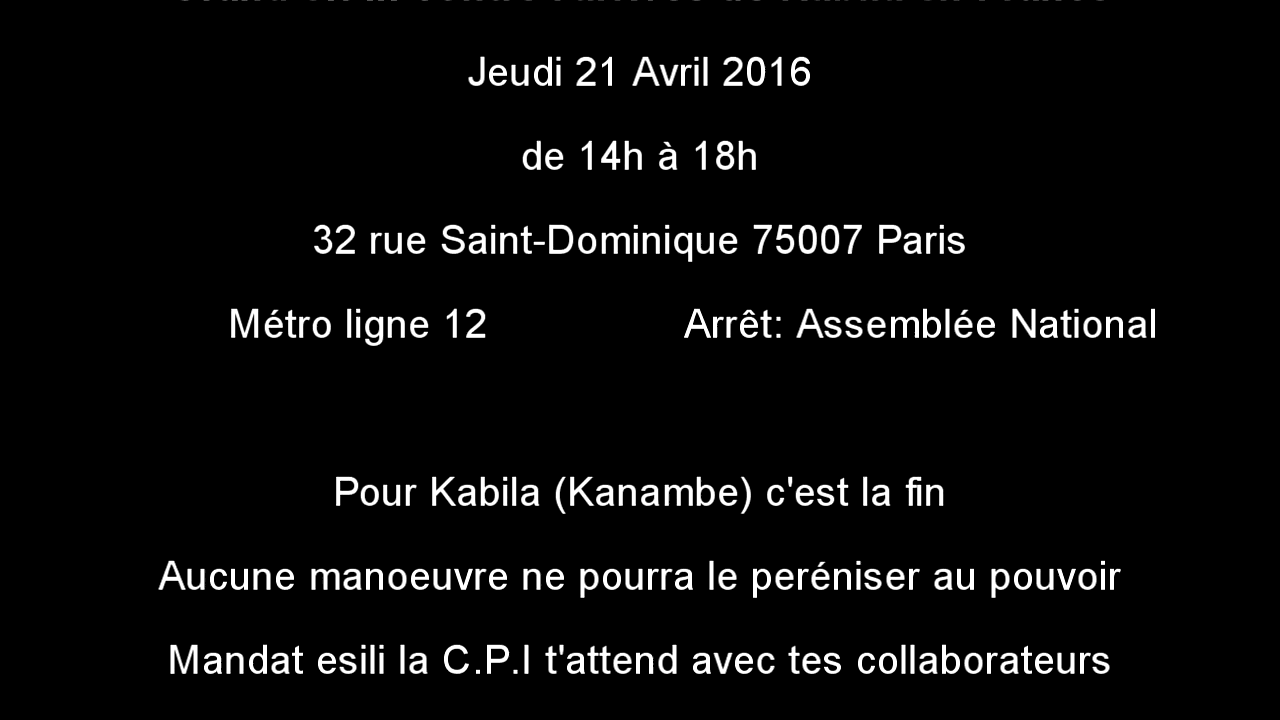 Jeudi 21 Avril 2016
de 14h à 18h
32 rue Saint-Dominique 75007 Paris
Métro ligne 12 Arrêt: Assemblée National
Pour Kabila (Kanambe) c'est la fin
Aucune manoeuvre ne pourra le peréniser au pouvoir
Mandat esili la C.P.I t'attend avec tes collaborateurs